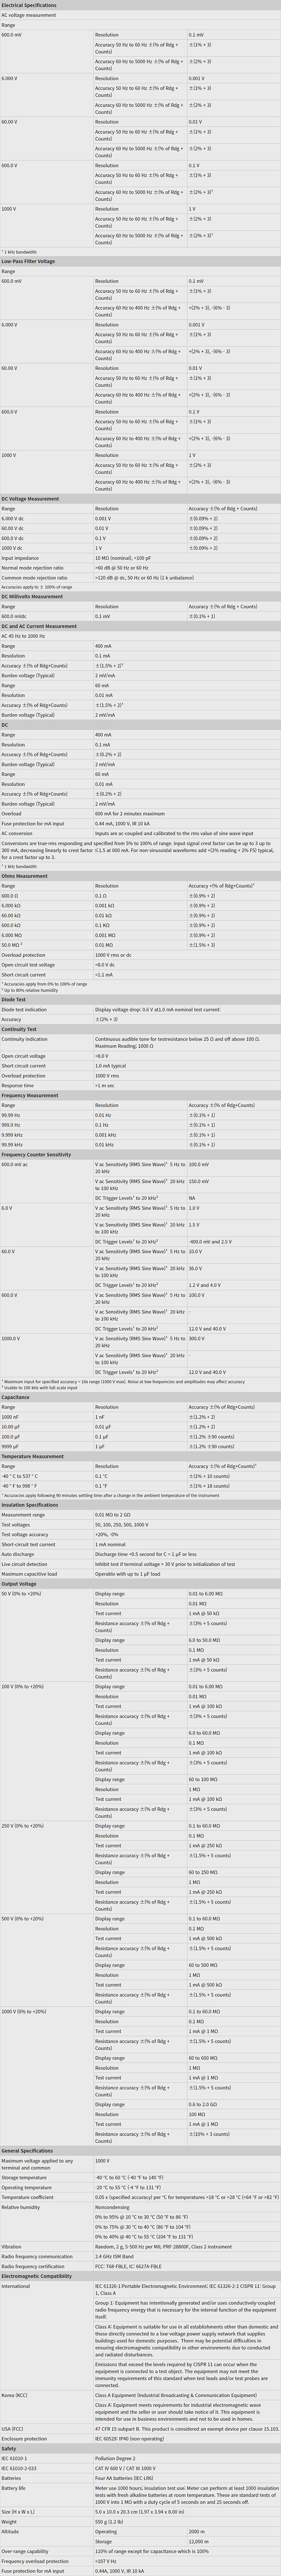 Electrical Specifications
AC voltage measurement
Range
600.0 mV Resolution 0.1 mV
Accuracy 50 Hz to 60 Hz ±(% of Rdg + Counts) ±(1% + 3)
Accuracy 60 Hz to 5000 Hz ±(% of Rdg + Counts) ±(2% + 3)
6.000 V Resolution 0.001 V
Accuracy 50 Hz to 60 Hz ±(% of Rdg + Counts) ±(1% + 3)
Accuracy 60 Hz to 5000 Hz ±(% of Rdg + Counts) ±(2% + 3)
60.00 V Resolution 0.01 V
Accuracy 50 Hz to 60 Hz ±(% of Rdg + Counts) ±(1% + 3)
Accuracy 60 Hz to 5000 Hz ±(% of Rdg + Counts) ±(2% + 3)
600.0 V Resolution 0.1 V
Accuracy 50 Hz to 60 Hz ±(% of Rdg + Counts) ±(1% + 3)
Accuracy 60 Hz to 5000 Hz ±(% of Rdg + Counts) ±(2% + 3)¹
1000 V Resolution 1 V
Accuracy 50 Hz to 60 Hz ±(% of Rdg + Counts) ±(2% + 3)
Accuracy 60 Hz to 5000 Hz ±(% of Rdg + Counts) ±(2% + 3)¹
¹ 1 kHz bandwidth
Low-Pass Filter Voltage
Range
600.0 mV Resolution 0.1 mV
Accuracy 50 Hz to 60 Hz ±(% of Rdg + Counts) ±(1% + 3)
Accuracy 60 Hz to 400 Hz ±(% of Rdg + Counts) +(2% + 3), -(6% - 3)
6.000 V Resolution 0.001 V
Accuracy 50 Hz to 60 Hz ±(% of Rdg + Counts) ±(1% + 3)
Accuracy 60 Hz to 400 Hz ±(% of Rdg + Counts) +(2% + 3), -(6% - 3)
60.00 V Resolution 0.01 V
Accuracy 50 Hz to 60 Hz ±(% of Rdg + Counts) ±(1% + 3)
Accuracy 60 Hz to 400 Hz ±(% of Rdg + Counts) +(2% + 3), -(6% - 3)
600.0 V Resolution 0.1 V
Accuracy 50 Hz to 60 Hz ±(% of Rdg + Counts) ±(1% + 3)
Accuracy 60 Hz to 400 Hz ±(% of Rdg + Counts) +(2% + 3), -(6% - 3)
1000 V Resolution 1 V
Accuracy 50 Hz to 60 Hz ±(% of Rdg + Counts) ±(2% + 3)
Accuracy 60 Hz to 400 Hz ±(% of Rdg + Counts) +(2% + 3), -(6% - 3)
DC Voltage Measurement
Range Resolution Accuracy ±(% of Rdg + Counts)
6.000 V dc 0.001 V ±(0.09% + 2)
60.00 V dc 0.01 V ±(0.09% + 2)
600.0 V dc 0.1 V ±(0.09% + 2)
1000 V dc 1 V ±(0.09% + 2)
Input impedance 10 MΩ (nominal), <100 pF
Normal mode rejection ratio >60 dB @ 50 Hz or 60 Hz
Common mode rejection ratio >120 dB @ dc, 50 Hz or 60 Hz (1 k unbalance)
Accuracies apply to ± 100% of range
DC Millivolts Measurement
Range Resolution Accuracy ±(% of Rdg + Counts)
600.0 mVdc 0.1 mV ±(0.1% + 1)
DC and AC Current Measurement
AC 45 Hz to 1000 Hz
Range 400 mA
Resolution 0.1 mA
Accuracy ±(% of Rdg+Counts) ±(1.5% + 2)¹
Burden voltage (Typical) 2 mV/mA
Range 60 mA
Resolution 0.01 mA
Accuracy ±(% of Rdg+Counts) ±(1.5% + 2)¹
Burden voltage (Typical) 2 mV/mA
DC
Range 400 mA
Resolution 0.1 mA
Accuracy ±(% of Rdg+Counts) ±(0.2% + 2)
Burden voltage (Typical) 2 mV/mA
Range 60 mA
Resolution 0.01 mA
Accuracy ±(% of Rdg+Counts) ±(0.2% + 2)
Burden voltage (Typical) 2 mV/mA
Overload 600 mA for 2 minutes maximum
Fuse protection for mA input 0.44 mA, 1000 V, IR 10 kA
AC conversion Inputs are ac coupled and calibrated to the rms value of sine wave input
Conversions are true-rms responding and specified from 5% to 100% of range. Input signal crest factor can be up to 3 up to
300 mA, decreasing linearly to crest factor ≤1.5 at 600 mA. For non-sinusoidal waveforms add +(2% reading + 2% FS) typical,
for a crest factor up to 3.
¹ 1 kHz bandwidth
Ohms Measurement
Range Resolution Accuracy +(% of Rdg+Counts)¹
600.0 Ω 0.1 Ω ±(0.9% + 2)
6.000 kΩ 0.001 kΩ ±(0.9% + 2)
60.00 kΩ 0.01 kΩ ±(0.9% + 2)
600.0 kΩ 0.1 KΩ ±(0.9% + 2)
6.000 MΩ 0.001 MΩ ±(0.9% + 2)
50.0 MΩ ² 0.01 MΩ ±(1.5% + 3)
Overload protection 1000 V rms or dc
Open circuit test voltage <8.0 V dc
Short circuit current <1.1 mA
¹ Accuracies apply from 0% to 100% of range
² Up to 80% relative humidity
Diode Test
Diode test indication Display voltage drop: 0.6 V at1.0 mA nominal test current:
Accuracy ±(2% + 3)
Continuity Test
Continuity indication Continuous audible tone for testresistance below 25 Ω and off above 100 Ω.
Maximum Reading; 1000 Ω
Open circuit voltage <8.0 V
Short circuit current 1.0 mA typical
Overload protection 1000 V rms
Response time >1 m sec
Frequency Measurement
Range Resolution Accuracy ±(% of Rdg+Counts)
99.99 Hz 0.01 Hz ±(0.1% + 1)
999.9 Hz 0.1 Hz ±(0.1% + 1)
9.999 kHz 0.001 kHz ±(0.1% + 1)
99.99 kHz 0.01 kHz ±(0.1% + 1)
Frequency Counter Sensitivity
600.0 mV ac V ac Sensitivity (RMS Sine Wave)¹ 5 Hz to 20 kHz 100.0 mV
V ac Sensitivity (RMS Sine Wave)¹ 20 kHz to 100 kHz 150.0 mV
DC Trigger Levels¹ to 20 kHz² NA
6.0 V V ac Sensitivity (RMS Sine Wave)¹ 5 Hz to 20 kHz 1.0 V
V ac Sensitivity (RMS Sine Wave)¹ 20 kHz to 100 kHz 1.5 V
DC Trigger Levels¹ to 20 kHz² -400.0 mV and 2.5 V
60.0 V V ac Sensitivity (RMS Sine Wave)¹ 5 Hz to 20 kHz 10.0 V
V ac Sensitivity (RMS Sine Wave)¹ 20 kHz to 100 kHz 36.0 V
DC Trigger Levels¹ to 20 kHz² 1.2 V and 4.0 V
600.0 V V ac Sensitivity (RMS Sine Wave)¹ 5 Hz to 20 kHz 100.0 V
V ac Sensitivity (RMS Sine Wave)¹ 20 kHz to 100 kHz -
DC Trigger Levels¹ to 20 kHz² 12.0 V and 40.0 V
1000.0 V V ac Sensitivity (RMS Sine Wave)¹ 5 Hz to 20 kHz 300.0 V
V ac Sensitivity (RMS Sine Wave)¹ 20 kHz to 100 kHz -
DC Trigger Levels¹ to 20 kHz² 12.0 V and 40.0 V
¹ Maximum input for specified accuracy = 10x range (1000 V max). Noise at low frequencies and amplitudes may affect accuracy
² Usable to 100 kHz with full scale input
Capacitance
Range Resolution Accuracy ±(% of Rdg+Counts)
1000 nF 1 nF ±(1.2% + 2)
10.00 µF 0.01 µF ±(1.2% + 2)
100.0 µF 0.1 µF ±(1.2% ±90 counts)
9999 µF 1 µF ±(1.2% ±90 counts)
Temperature Measurement
Range Resolution Accuracy ±(% of Rdg+Counts)¹
-40 ° C to 537 ° C 0.1 °C ±(1% + 10 counts)
-40 ° F to 998 ° F 0.1 °F ±(1% + 18 counts)
¹ Accuracies apply following 90 minutes settling time after a change in the ambient temperature of the instrument
Insulation Specifications
Measurement range 0.01 MΩ to 2 GΩ
Test voltages 50, 100, 250, 500, 1000 V
Test voltage accuracy +20%, -0%
Short-circuit test current 1 mA nominal
Auto discharge Discharge time <0.5 second for C = 1 µF or less
Live circuit detection Inhibit test if terminal voltage > 30 V prior to initialization of test
Maximum capacitive load Operable with up to 1 µF load
Output Voltage
50 V (0% to +20%) Display range 0.01 to 6.00 MΩ
Resolution 0.01 MΩ
Test current 1 mA @ 50 kΩ
Resistance accuracy ±(% of Rdg + Counts) ±(3% + 5 counts)
Display range 6.0 to 50.0 MΩ
Resolution 0.1 MΩ
Test current 1 mA @ 50 kΩ
Resistance accuracy ±(% of Rdg + Counts) ±(3% + 5 counts)
100 V (0% to +20%) Display range 0.01 to 6.00 MΩ
Resolution 0.01 MΩ
Test current 1 mA @ 100 kΩ
Resistance accuracy ±(% of Rdg + Counts) ±(3% + 5 counts)
Display range 6.0 to 60.0 MΩ
Resolution 0.1 MΩ
Test current 1 mA @ 100 kΩ
Resistance accuracy ±(% of Rdg + Counts) ±(3% + 5 counts)
Display range 60 to 100 MΩ
Resolution 1 MΩ
Test current 1 mA @ 100 kΩ
Resistance accuracy ±(% of Rdg + Counts) ±(3% + 5 counts)
250 V (0% to +20%) Display range 0.1 to 60.0 MΩ
Resolution 0.1 MΩ
Test current 1 mA @ 250 kΩ
Resistance accuracy ±(% of Rdg + Counts) ±(1.5% + 5 counts)
Display range 60 to 250 MΩ
Resolution 1 MΩ
Test current 1 mA @ 250 kΩ
Resistance accuracy ±(% of Rdg + Counts) ±(1.5% + 5 counts)
500 V (0% to +20%) Display range 0.1 to 60.0 MΩ
Resolution 0.1 MΩ
Test current 1 mA @ 500 kΩ
Resistance accuracy ±(% of Rdg + Counts) ±(1.5% + 5 counts)
Display range 60 to 500 MΩ
Resolution 1 MΩ
Test current 1 mA @ 500 kΩ
Resistance accuracy ±(% of Rdg + Counts) ±(1.5% + 5 counts)
1000 V (0% to +20%) Display range 0.1 to 60.0 MΩ
Resolution 0.1 MΩ
Test current 1 mA @ 1 MΩ
Resistance accuracy ±(% of Rdg + Counts) ±(1.5% + 5 counts)
Display range 60 to 600 MΩ
Resolution 1 MΩ
Test current 1 mA @ 1 MΩ
Resistance accuracy ±(% of Rdg + Counts) ±(1.5% + 5 counts)
Display range 0.6 to 2.0 GΩ
Resolution 100 MΩ
Test current 1 mA @ 1 MΩ
Resistance accuracy ±(% of Rdg + Counts) ±(10% + 3 counts)
General Specifications
Maximum voltage applied to any terminal and common 1000 V
Storage temperature -40 °C to 60 °C (-40 °F to 140 °F)
Operating temperature -20 °C to 55 °C (-4 °F to 131 °F)
Temperature coefficient 0.05 x (specified accuracy) per °C for temperatures <18 °C or >28 °C (<64 °F or >82 °F)
Relative humidity Noncondensing
0% to 95% @ 10 °C to 30 °C (50 °F to 86 °F)
0% to 75% @ 30 °C to 40 °C (86 °F to 104 °F)
0% to 40% @ 40 °C to 55 °C (104 °F to 131 °F)
Vibration Random, 2 g, 5-500 Hz per MIL-PRF-28800F, Class 2 instrument
Radio frequency communication 2.4 GHz ISM Band
Radio frequency certification FCC: T68-FBLE, IC: 6627A-FBLE
Electromagnetic Compatibility
International IEC 61326-1:Portable Electromagnetic Environment; IEC 61326-2-2 CISPR 11: Group
1, Class A
Group 1: Equipment has intentionally generated and/or uses conductively-coupled
radio frequency energy that is necessary for the internal function of the equipment
itself.
Class A: Equipment is suitable for use in all establishments other than domestic and
those directly connected to a low-voltage power supply network that supplies
buildings used for domestic purposes. There may be potential difficulties in
ensuring electromagnetic compatibility in other environments due to conducted
and radiated disturbances.
Emissions that exceed the levels required by CISPR 11 can occur when the
equipment is connected to a test object. The equipment may not meet the
immunity requirements of this standard when test leads and/or test probes are
connected.
Korea (KCC) Class A Equipment (Industrial Broadcasting & Communication Equipment)
Class A: Equipment meets requirements for industrial electromagnetic wave
equipment and the seller or user should take notice of it. This equipment is
intended for use in business environments and not to be used in homes.
USA (FCC) 47 CFR 15 subpart B. This product is considered an exempt device per clause 15.103.
Enclosure protection IEC 60529: IP40 (non-operating)
Safety
IEC 61010-1 Pollution Degree 2
IEC 61010-2-033 CAT IV 600 V / CAT III 1000 V
Batteries Four AA batteries (IEC LR6)
Battery life Meter use 1000 hours; Insulation test use: Meter can perform at least 1000 insulation
tests with fresh alkaline batteries at room temperature. These are standard tests of
1000 V into 1 MΩ with a duty cycle of 5 seconds on and 25 seconds off.
Size (H x W x L) 5.0 x 10.0 x 20.3 cm (1.97 x 3.94 x 8.00 in)
Weight 550 g (1.2 lb)
Altitude Operating 2000 m
Storage 12,000 m
Over-range capability 110% of range except for capacitance which is 100%
Frequency overload protection <107 V Hz
Fuse protection for mA input 0.44A, 1000 V, IR 10 kA